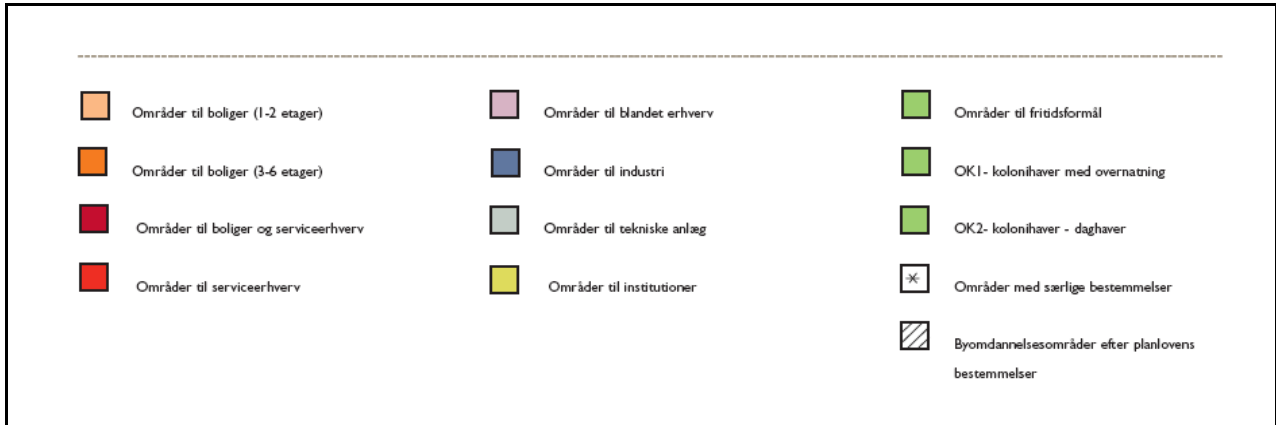 Områder til boliger (1-2 etager)
Områder til boliger (3-6 etager)
Områder til boliger og serviceerhverv
Områder til serviceerhverv
Områder til blandet erhverv
Områder til industri
Områder til tekniske anlæg
Områder til institutioner
Områder til fritidsformål
OK1- kolonihaver med overnatning
OK2- kolonihaver - daghaver
Områder med særlige bestemmelser
Byomdannelsesområder efter planlovens
bestemmelser